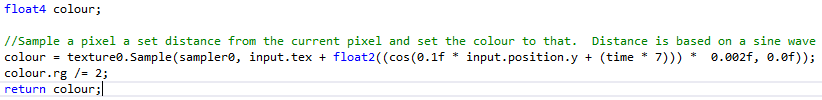 float4 colour;
//Sample a pixel a set distance from the current pixel and set the colour to that.  Distance is based on a sine wave
colour = texture0.Sample(sampler0, input.tex + float2((cos(0.1f * input.position.y + (time * 7))) *  0.002f, 0.0f));
colour.rg /= 2;
return colour;